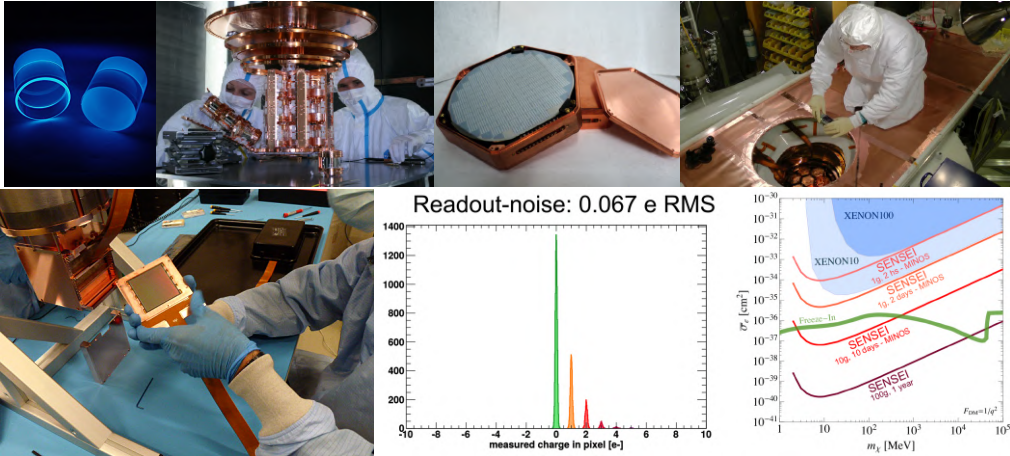 Readout-noise: 0.067 e RMS
1400
1200
1000
800
600
400
200
0
-10 -8 -6 -4 -2 0 2 4 6 8 10
measured charge in pixel [e-]
10⁻³⁰
10⁻³¹
10⁻³²
10⁻³³
10⁻³⁴
10⁻³⁵
10⁻³⁶
10⁻³⁷
10⁻³⁸
10⁻³⁹
10⁻⁴⁰
10⁻⁴¹
σ̅ₑ [cm²]
XENON100
XENON10
SENSEI
1g, 2 hs - MINOS
SENSEI
1g, 2 days - MINOS
Freeze-In
SENSEI
10g, 10 days - MINOS
SENSEI
100g, 1 year
F_DM=1/q²
1 10 10² 10³ 10⁴ 10⁵
mᵪ [MeV]